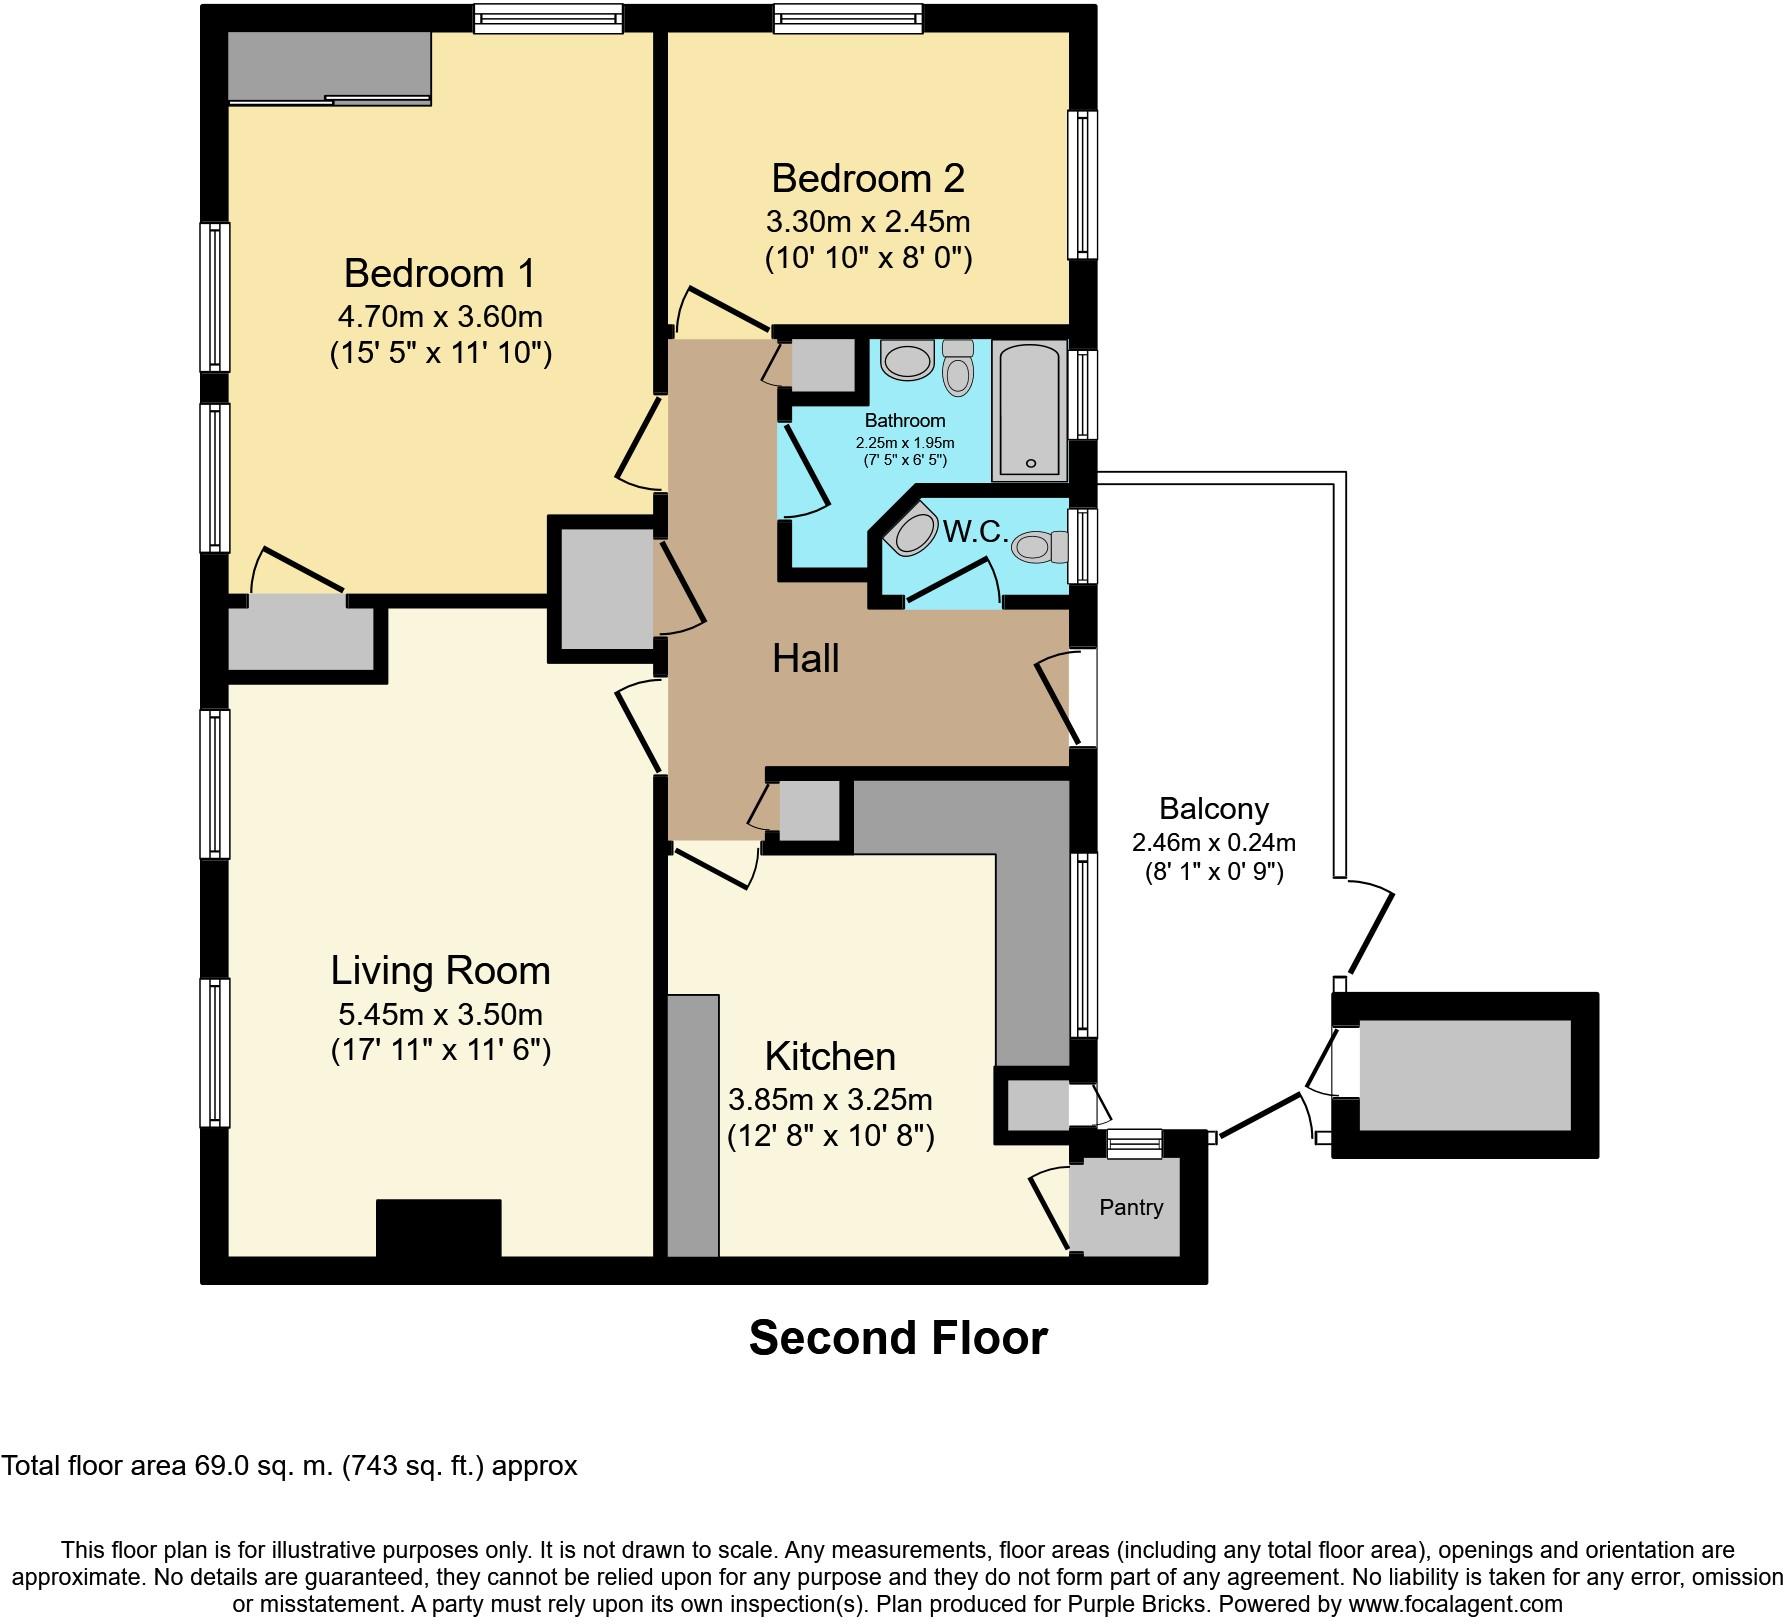 Bedroom 1
4.70m x 3.60m
(15' 5" x 11' 10")
Bedroom 2
3.30m x 2.45m
(10' 10" x 8' 0")
Bathroom
2.25m x 1.95m
(7' 5" x 6' 5")
W.C.
Hall
Balcony
2.46m x 0.24m
(8' 1" x 0' 9")
Living Room
5.45m x 3.50m
(17' 11" x 11' 6")
Kitchen
3.85m x 3.25m
(12' 8" x 10' 8")
Pantry
Second Floor
Total floor area 69.0 sq. m. (743 sq. ft.) approx
This floor plan is for illustrative purposes only. It is not drawn to scale. Any measurements, floor areas (including any total floor area), openings and orientation are
approximate. No details are guaranteed, they cannot be relied upon for any purpose and they do not form part of any agreement. No liability is taken for any error, omission
or misstatement. A party must rely upon its own inspection(s). Plan produced for Purple Bricks. Powered by www.focalagent.com